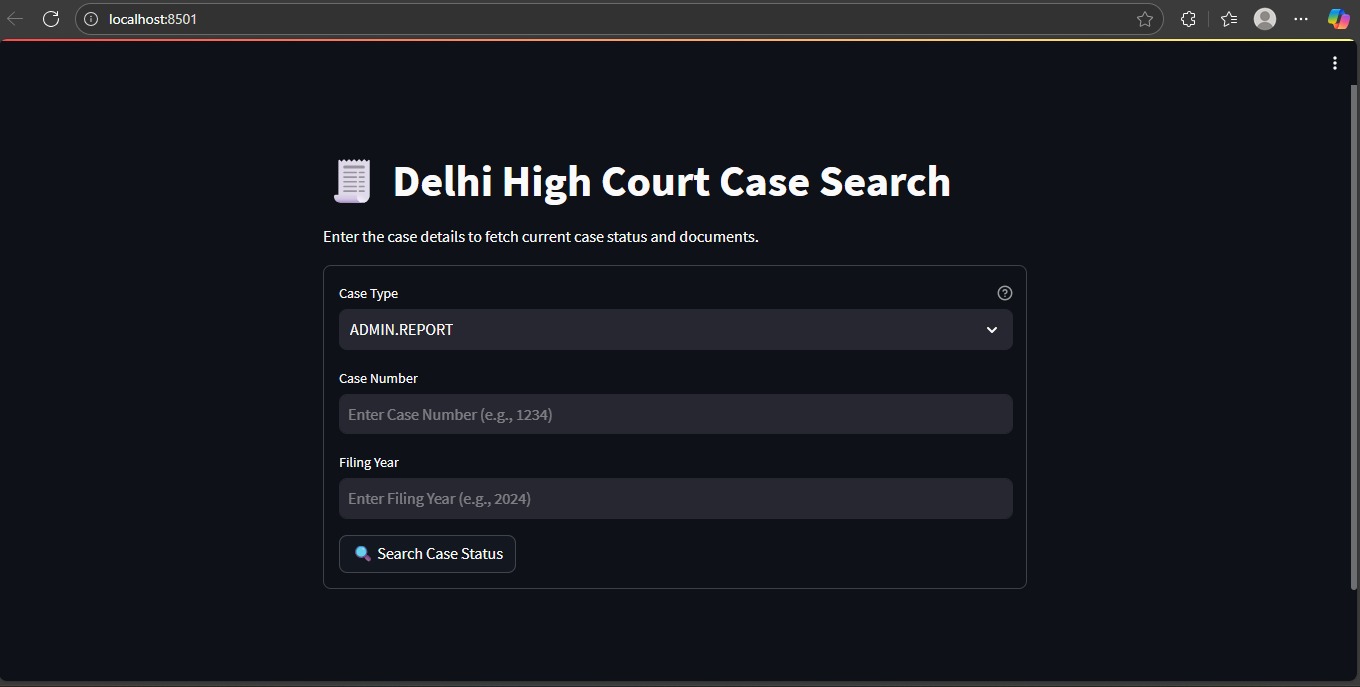 localhost:8501
Delhi High Court Case Search
Enter the case details to fetch current case status and documents.
Case Type
ADMIN.REPORT
Case Number
Enter Case Number (e.g., 1234)
Filing Year
Enter Filing Year (e.g., 2024)
Search Case Status